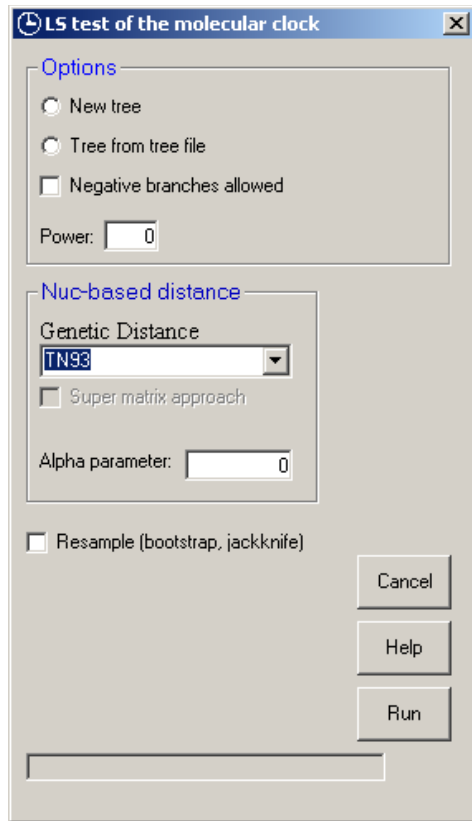 LS test of the molecular clock
Options
New tree
Tree from tree file
Negative branches allowed
Power: 0
Nuc-based distance
Genetic Distance
TN93
Super matrix approach
Alpha parameter: 0
Resample (bootstrap, jackknife)
Cancel
Help
Run